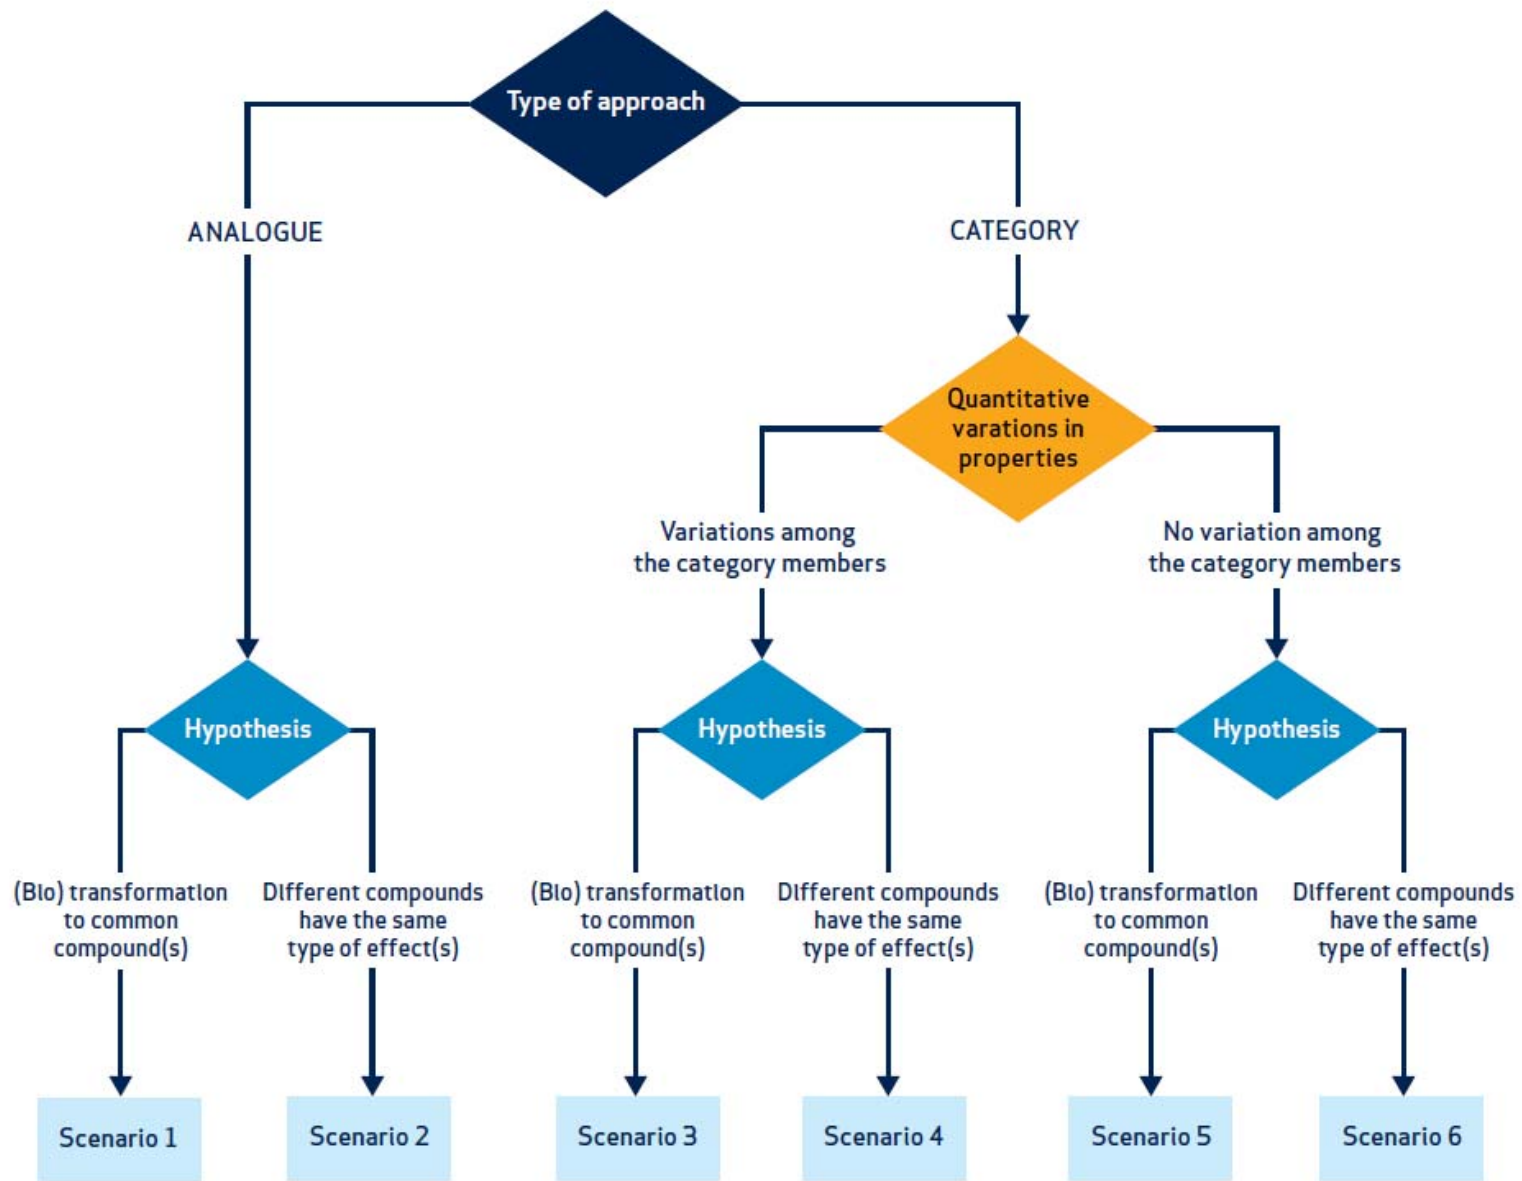 Type of approach
ANALOGUE
CATEGORY
Quantitative
varations in
properties
Variations among
the category members
No variation among
the category members
Hypothesis
Hypothesis
Hypothesis
(Bio) transformation
to common
compound(s)
Different compounds
have the same
type of effect(s)
(Bio) transformation
to common
compound(s)
Different compounds
have the same
type of effect(s)
(Bio) transformation
to common
compound(s)
Different compounds
have the same
type of effect(s)
Scenario 1
Scenario 2
Scenario 3
Scenario 4
Scenario 5
Scenario 6